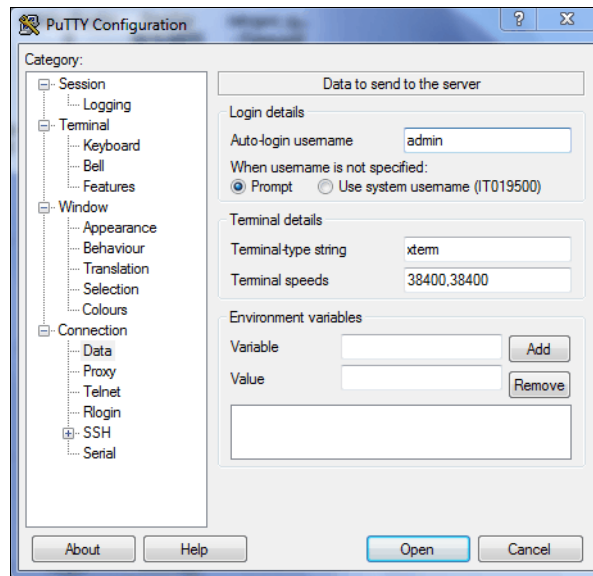 PuTTY Configuration
Category:
Session
Logging
Terminal
Keyboard
Bell
Features
Window
Appearance
Behaviour
Translation
Selection
Colours
Connection
Data
Proxy
Telnet
Rlogin
SSH
Serial
Data to send to the server
Login details
Auto-login username admin
When username is not specified:
Prompt Use system username (IT019500)
Terminal details
Terminal-type string xterm
Terminal speeds 38400,38400
Environment variables
Variable Add
Value Remove
About Help Open Cancel